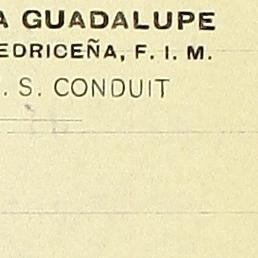 A GUADALUPE
EDRICEÑA, F. I. M.
. S. CONDUIT